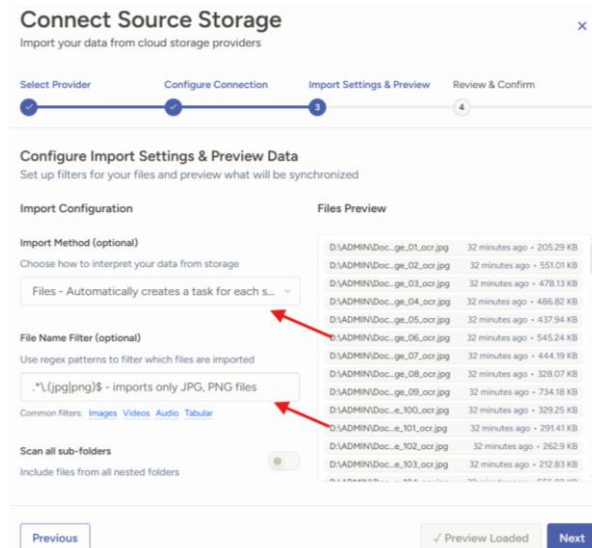 Connect Source Storage
Import your data from cloud storage providers
Select Provider
Configure Connection
Import Settings & Preview
Review & Confirm
3
4
Configure Import Settings & Preview Data
Set up filters for your files and preview what will be synchronized
Import Configuration
Import Method (optional)
Choose how to interpret your data from storage
Files - Automatically creates a task for each s...
File Name Filter (optional)
Use regex patterns to filter which files are imported
.*\.(jpg|png)$ - imports only JPG, PNG files
Common filters: Images Videos Audio Tabular
Scan all sub-folders
Include files from all nested folders
Files Preview
D:\ADMIN\Doc...ge_01_ocr.jpg 32 minutes ago • 205.29 KB
D:\ADMIN\Doc...ge_02_ocr.jpg 32 minutes ago • 551.01 KB
D:\ADMIN\Doc...ge_03_ocr.jpg 32 minutes ago • 478.13 KB
D:\ADMIN\Doc...ge_04_ocr.jpg 32 minutes ago • 486.82 KB
D:\ADMIN\Doc...ge_05_ocr.jpg 32 minutes ago • 437.94 KB
D:\ADMIN\Doc...ge_06_ocr.jpg 32 minutes ago • 545.24 KB
D:\ADMIN\Doc...ge_07_ocr.jpg 32 minutes ago • 444.19 KB
D:\ADMIN\Doc...ge_08_ocr.jpg 32 minutes ago • 328.07 KB
D:\ADMIN\Doc...ge_09_ocr.jpg 32 minutes ago • 734.18 KB
D:\ADMIN\Doc...e_100_ocr.jpg 32 minutes ago • 329.25 KB
D:\ADMIN\Doc...e_101_ocr.jpg 32 minutes ago • 291.41 KB
D:\ADMIN\Doc...e_102_ocr.jpg 32 minutes ago • 262.9 KB
D:\ADMIN\Doc...e_103_ocr.jpg 32 minutes ago • 212.83 KB
Previous
✓ Preview Loaded
Next